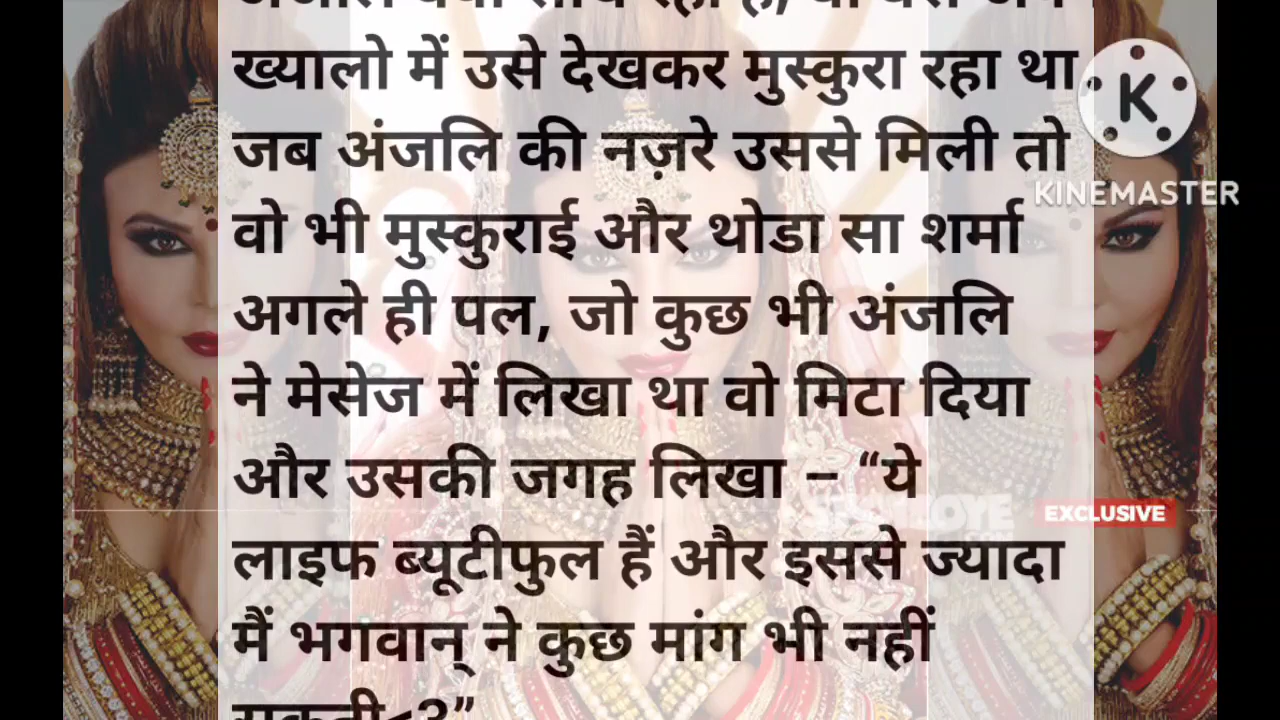 ख्यालो में उसे देखकर मुस्कुरा रहा था
जब अंजलि की नज़रे उससे मिली तो
वो भी मुस्कुराई और थोडा सा शर्मा
अगले ही पल, जो कुछ भी अंजलि
ने मेसेज में लिखा था वो मिटा दिया
और उसकी जगह लिखा – “ये
लाइफ ब्यूटीफुल हैं और इससे ज्यादा
मैं भगवान् ने कुछ मांग भी नहीं
K
KINEMASTER
EXCLUSIVE